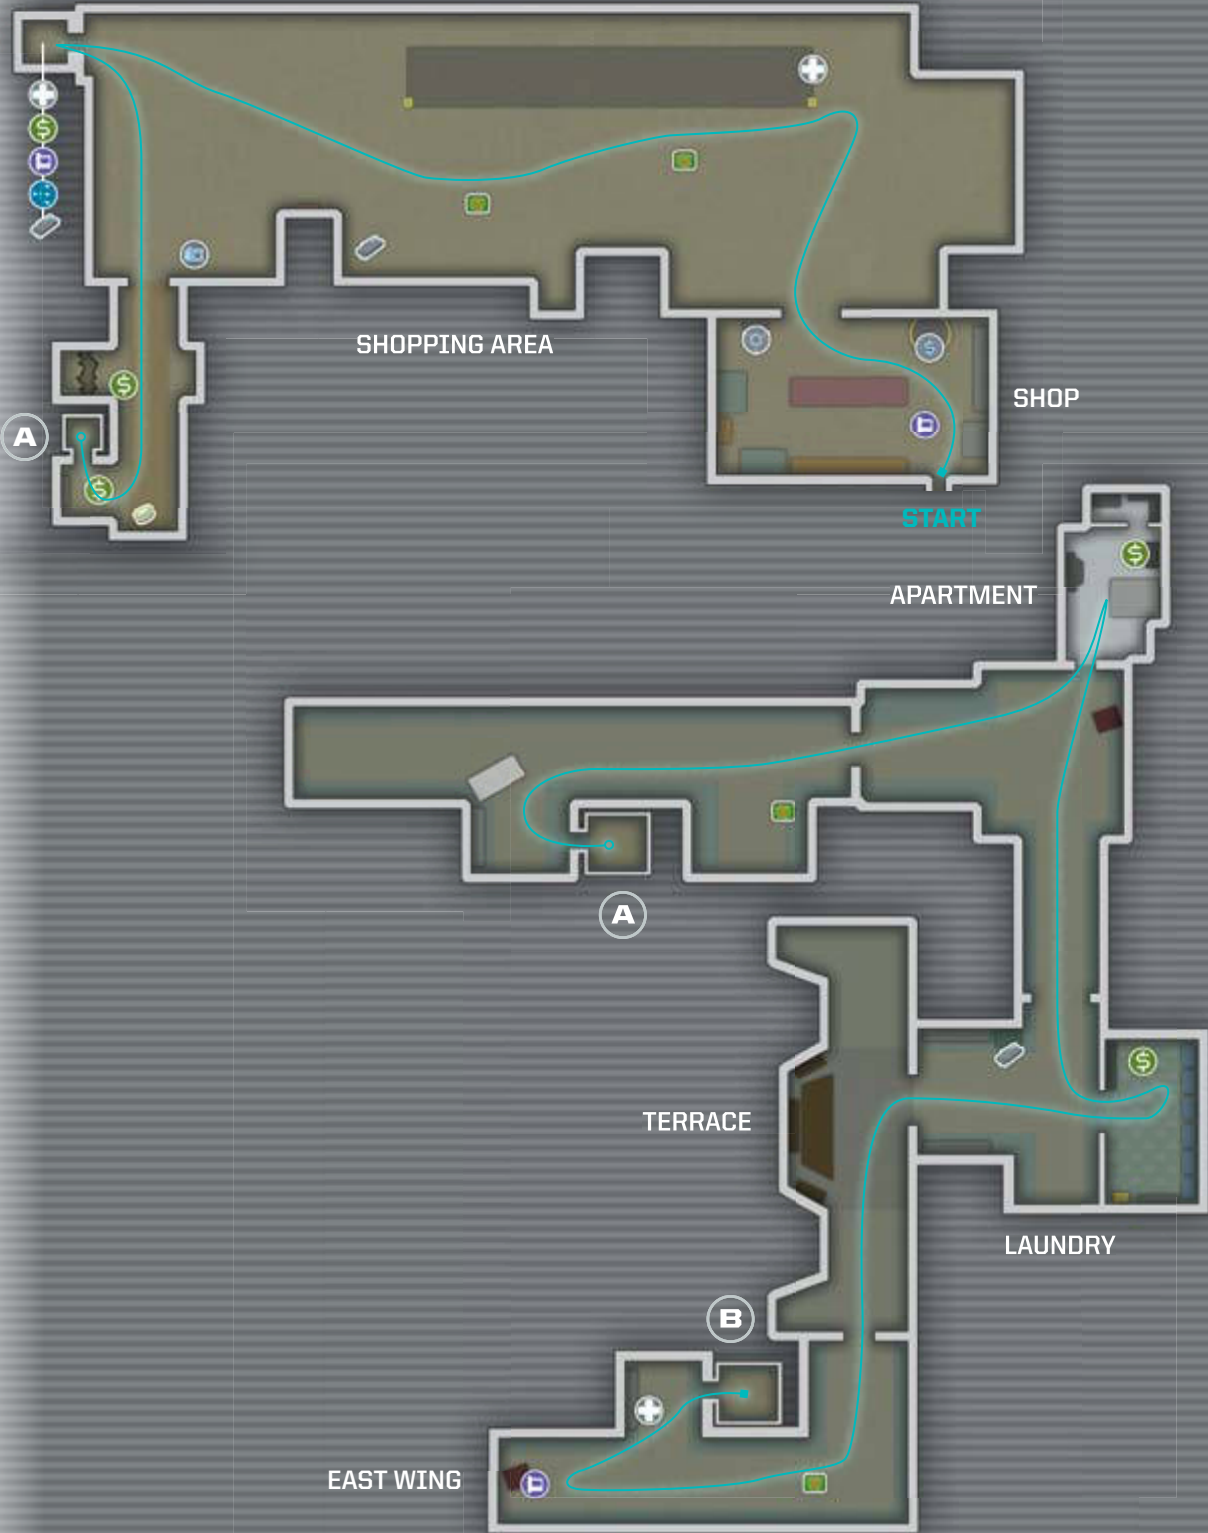 SHOPPING AREA
SHOP
A
START
APARTMENT
A
TERRACE
LAUNDRY
B
EAST WING